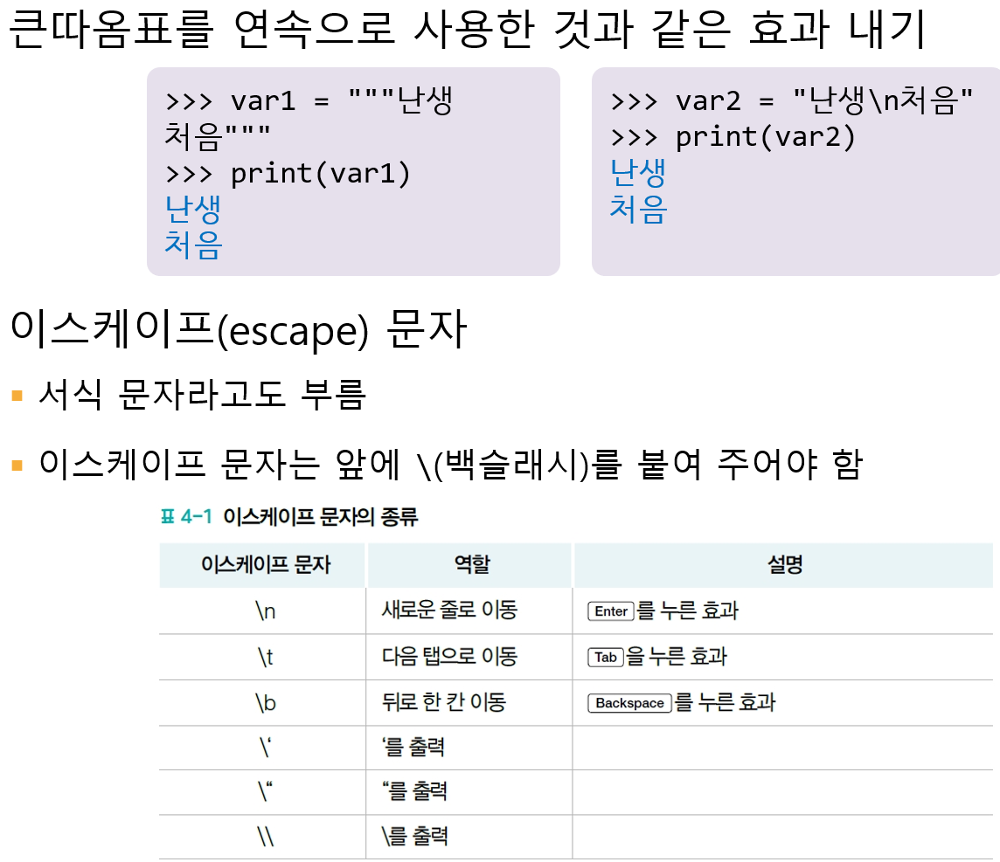 큰따옴표를 연속으로 사용한 것과 같은 효과 내기
>>> var1 = """난생
처음"""
>>> print(var1)
난생
처음
>>> var2 = "난생\n처음"
>>> print(var2)
난생
처음
이스케이프(escape) 문자
▪ 서식 문자라고도 부름
▪ 이스케이프 문자는 앞에 \(백슬래시)를 붙여 주어야 함
표 4-1 이스케이프 문자의 종류
이스케이프 문자 역할 설명
\n 새로운 줄로 이동 Enter를 누른 효과
\t 다음 탭으로 이동 Tab을 누른 효과
\b 뒤로 한 칸 이동 Backspace를 누른 효과
\‘ ‘를 출력
\“ “를 출력
\\ \를 출력